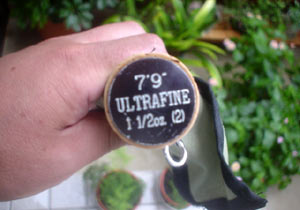 7'9"
ULTRAFINE
1 1/2oz. (2)